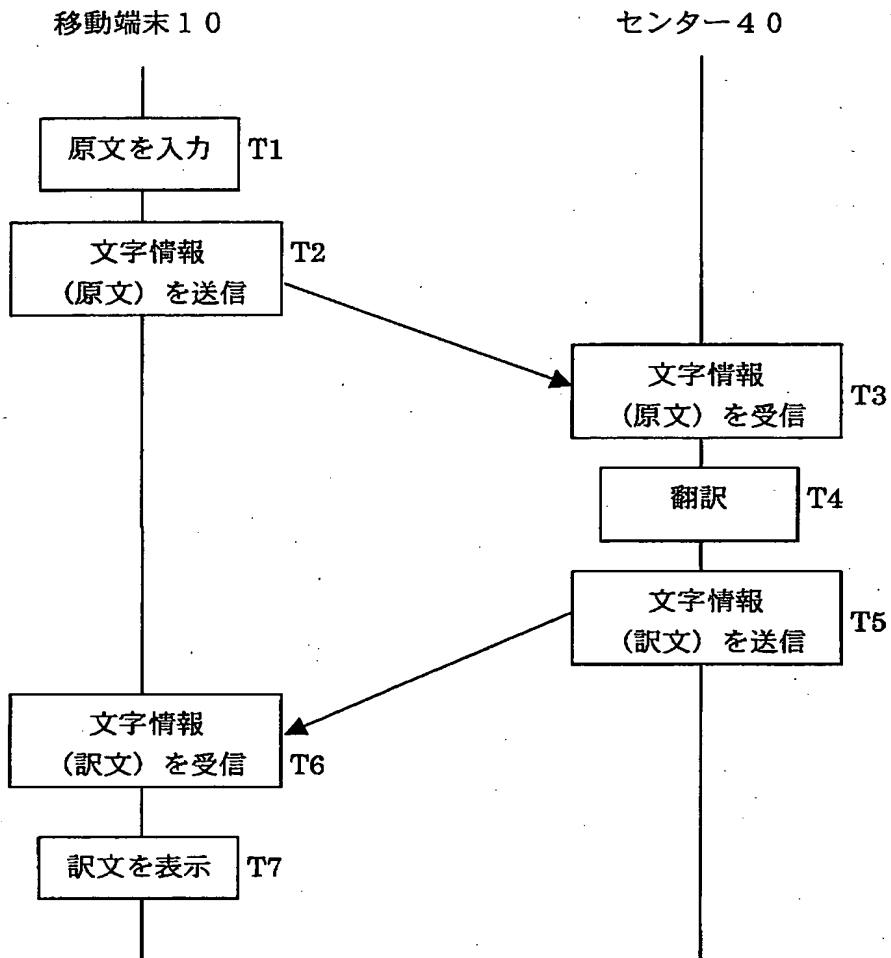 移動端末１０
センター４０
原文を入力
T1
文字情報
（原文）を送信
T2
文字情報
（原文）を受信
T3
翻訳
T4
文字情報
（訳文）を送信
T5
文字情報
（訳文）を受信
T6
訳文を表示
T7